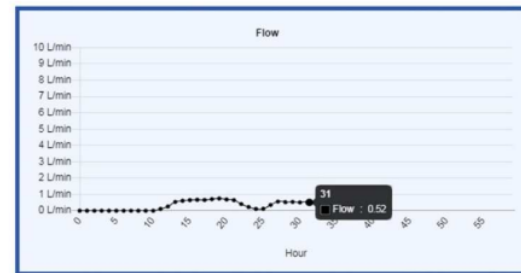 Flow
10 L/min
9 L/min
8 L/min
7 L/min
6 L/min
5 L/min
4 L/min
3 L/min
2 L/min
1 L/min
0 L/min
31
Flow : 0.52
0 5 10 15 20 25 30 35 40 45 50 55
Hour